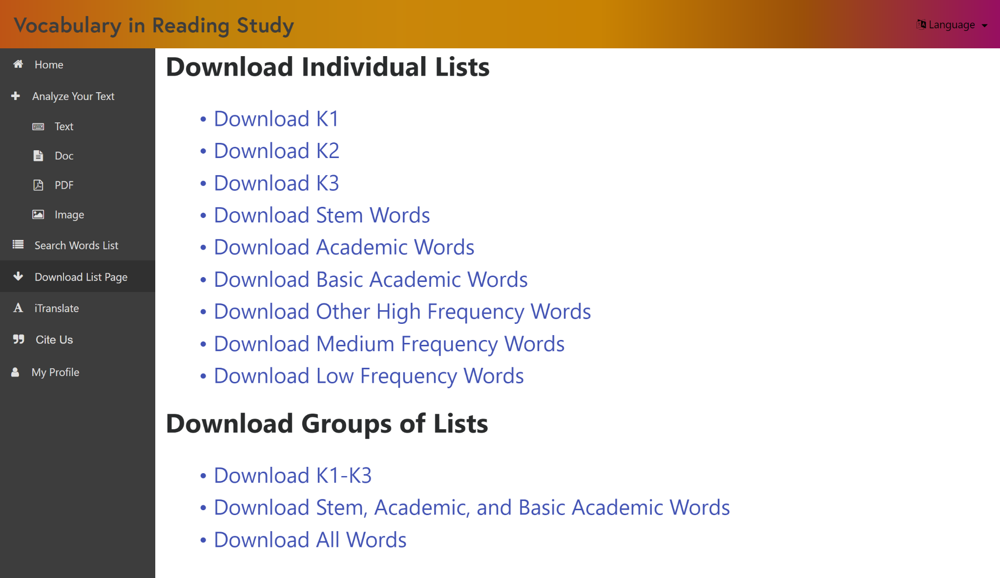 Vocabulary in Reading Study
Language
Home
Analyze Your Text
Text
Doc
PDF
Image
Search Words List
Download List Page
iTranslate
Cite Us
My Profile
Download Individual Lists
• Download K1
• Download K2
• Download K3
• Download Stem Words
• Download Academic Words
• Download Basic Academic Words
• Download Other High Frequency Words
• Download Medium Frequency Words
• Download Low Frequency Words
Download Groups of Lists
• Download K1-K3
• Download Stem, Academic, and Basic Academic Words
• Download All Words